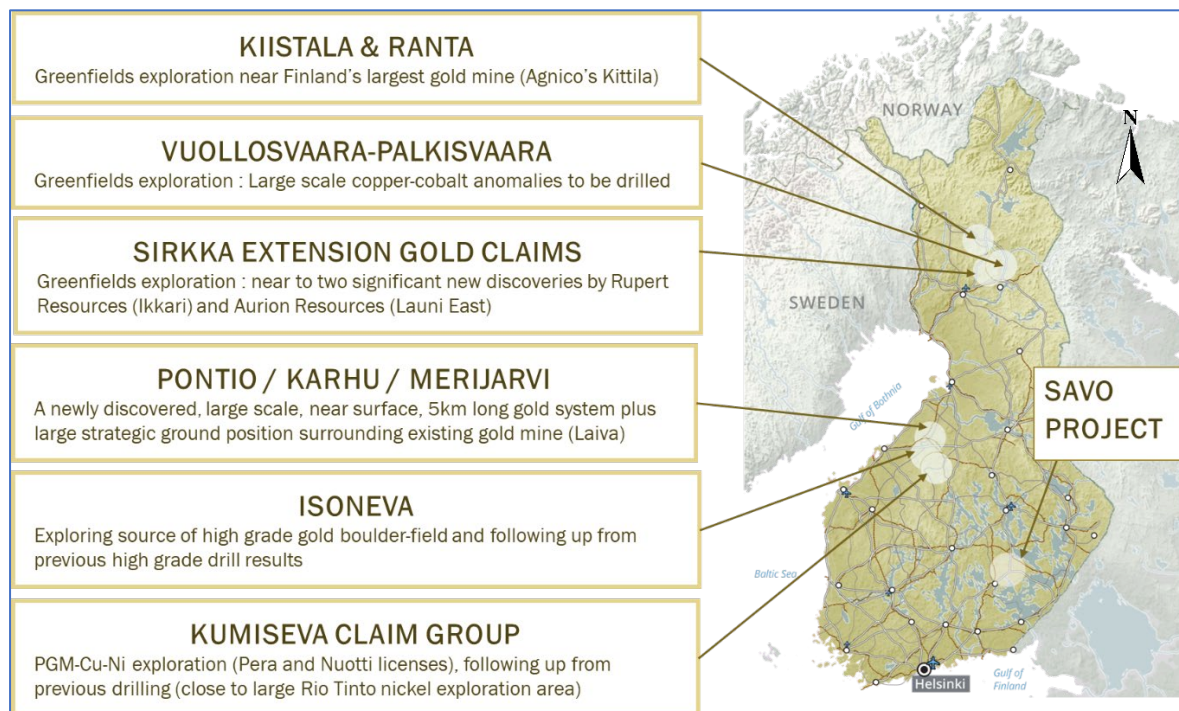 KIISTALA & RANTA
Greenfields exploration near Finland's largest gold mine (Agnico's Kittila)
VUOLLOSVAARA-PALKISVAARA
Greenfields exploration : Large scale copper-cobalt anomalies to be drilled
SIRKKA EXTENSION GOLD CLAIMS
Greenfields exploration : near to two significant new discoveries by Rupert
Resources (Ikkari) and Aurion Resources (Launi East)
PONTIO / KARHU / MERIJARVI
A newly discovered, large scale, near surface, 5km long gold system plus
large strategic ground position surrounding existing gold mine (Laiva)
ISONEVA
Exploring source of high grade gold boulder-field and following up from
previous high grade drill results
KUMISEVA CLAIM GROUP
PGM-Cu-Ni exploration (Pera and Nuotti licenses), following up from
previous drilling (close to large Rio Tinto nickel exploration area)
NORWAY
N
SWEDEN
Gulf of Bothnia
SAVO
PROJECT
Baltic Sea
Helsinki
Gulf of
Finland